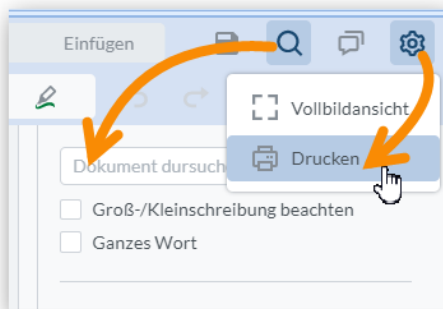 Einfügen
Vollbildansicht
Drucken
Dokument dursuch
Groß-/Kleinschreibung beachten
Ganzes Wort